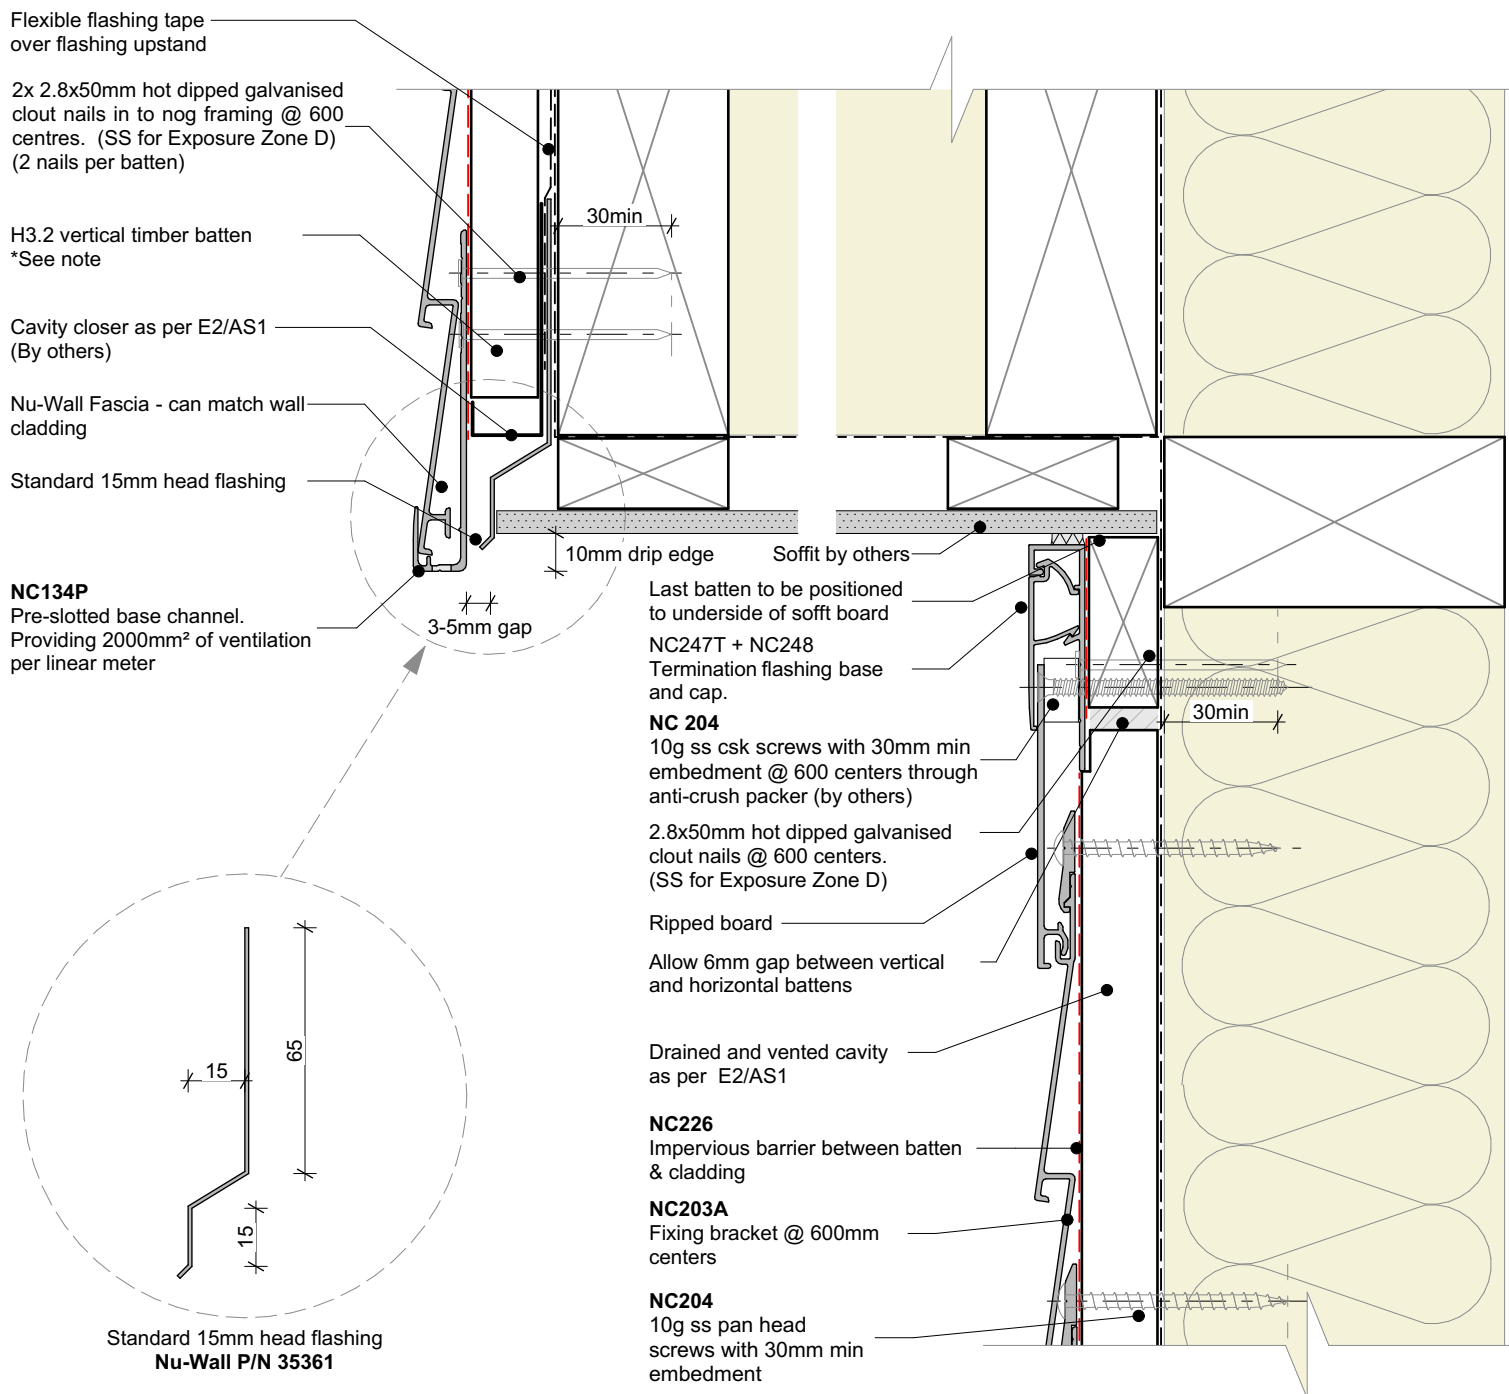 Flexible flashing tape
over flashing upstand
2x 2.8x50mm hot dipped galvanised
clout nails in to nog framing @ 600
centres. (SS for Exposure Zone D)
(2 nails per batten)
H3.2 vertical timber batten
*See note
Cavity closer as per E2/AS1
(By others)
Nu-Wall Fascia - can match wall
cladding
Standard 15mm head flashing
NC134P
Pre-slotted base channel.
Providing 2000mm² of ventilation
per linear meter
30min
10mm drip edge
3-5mm gap
Soffit by others
Last batten to be positioned
to underside of sofft board
NC247T + NC248
Termination flashing base
and cap.
NC 204
10g ss csk screws with 30mm min
embedment @ 600 centers through
anti-crush packer (by others)
30min
2.8x50mm hot dipped galvanised
clout nails @ 600 centers.
(SS for Exposure Zone D)
Ripped board
Allow 6mm gap between vertical
and horizontal battens
Drained and vented cavity
as per E2/AS1
NC226
Impervious barrier between batten
& cladding
NC203A
Fixing bracket @ 600mm
centers
NC204
10g ss pan head
screws with 30mm min
embedment
15
65
15
Standard 15mm head flashing
Nu-Wall P/N 35361